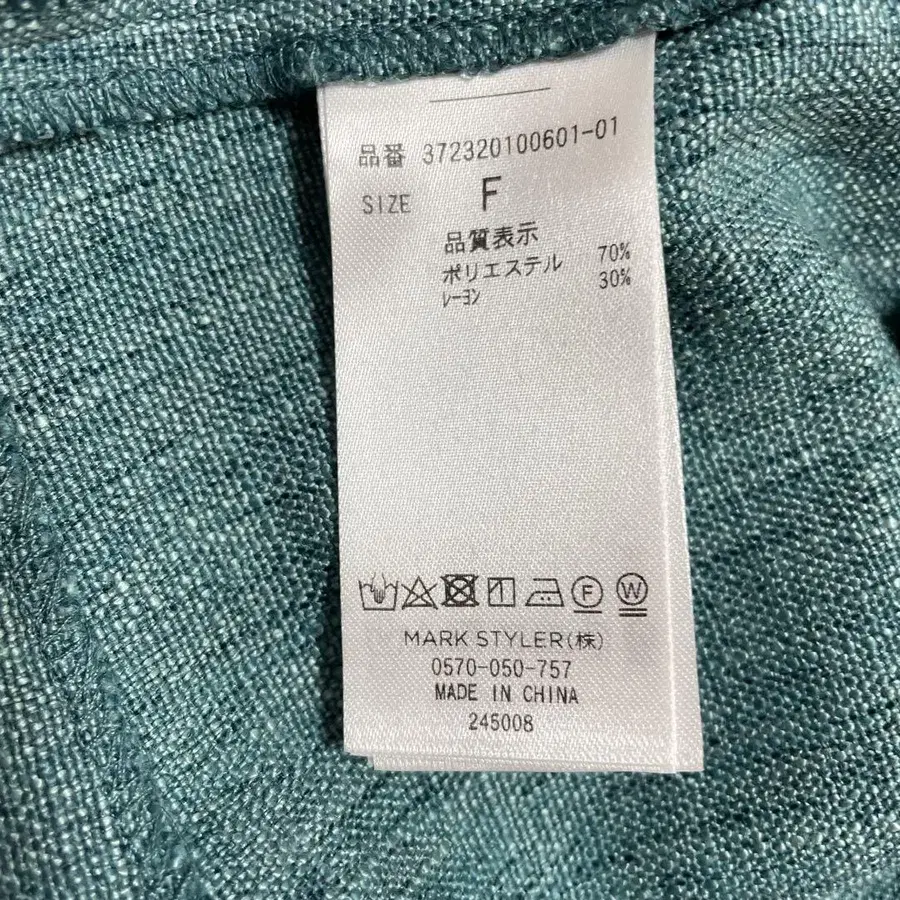 品番 372320100601-01
SIZE F
品質表示
ポリエステル 70%
レーヨン 30%
F W
MARK STYLER(株)
0570-050-757
MADE IN CHINA
245008